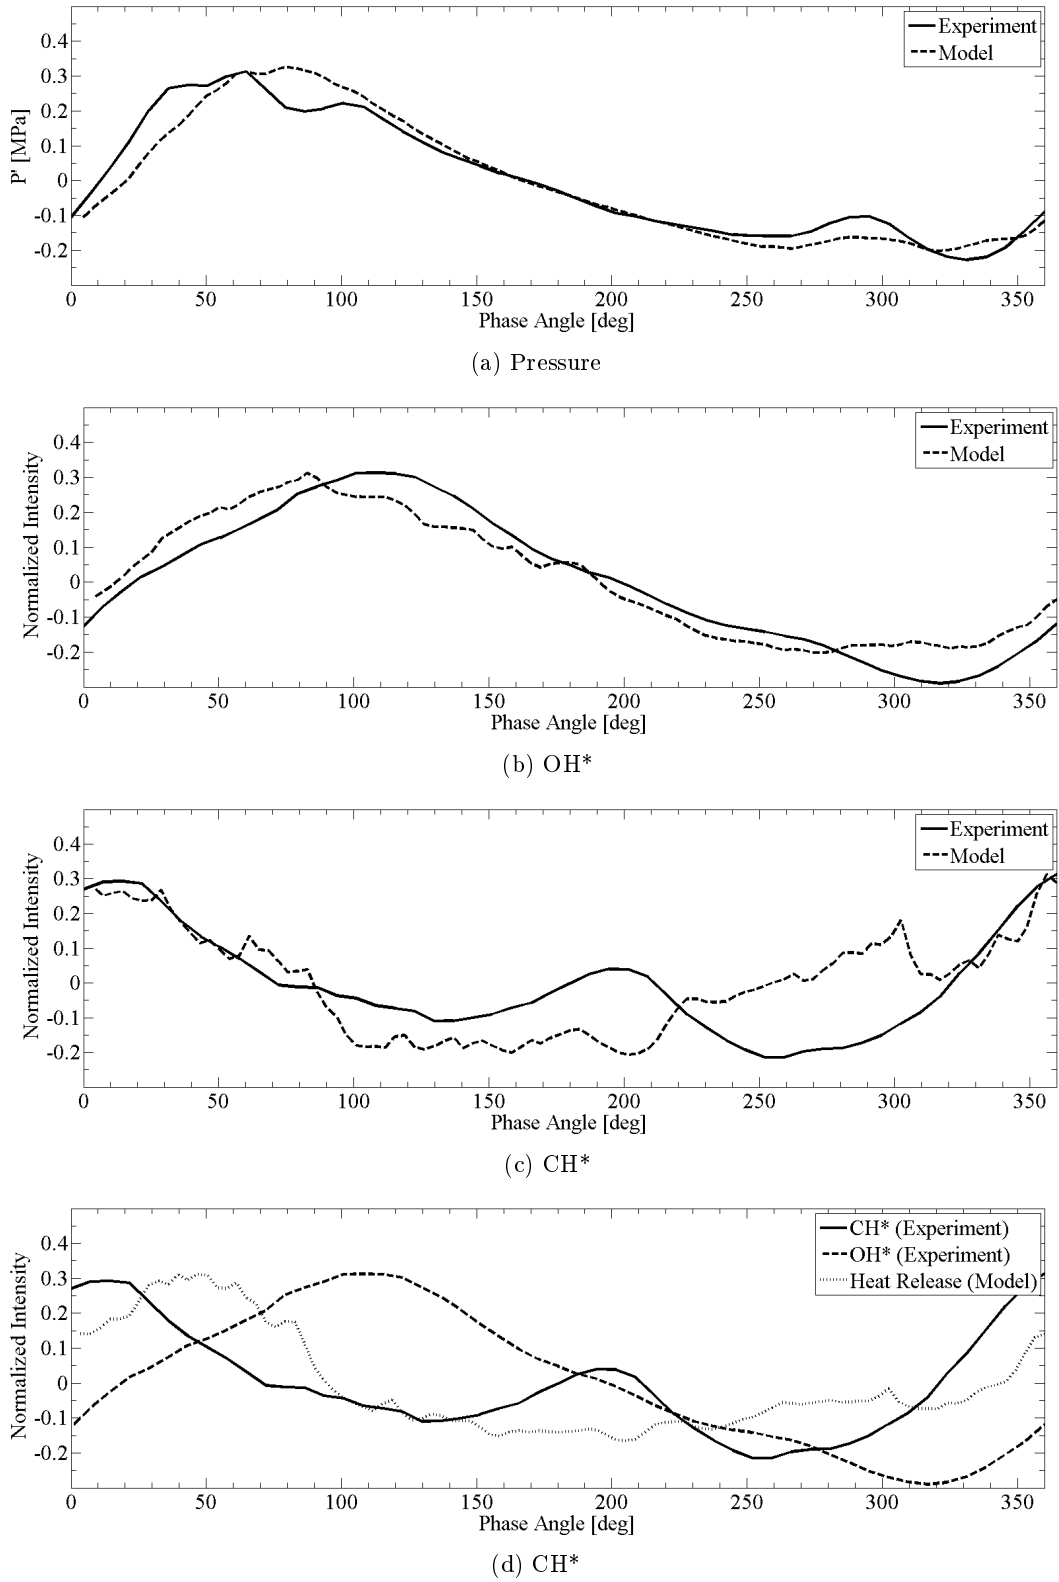 0.4
0.3
0.2
0.1
0
-0.1
-0.2
P' [MPa]
Experiment
Model
0 50 100 150 200 250 300 350
Phase Angle [deg]
(a) Pressure
0.4
0.3
0.2
0.1
0
-0.1
-0.2
Normalized Intensity
Experiment
Model
0 50 100 150 200 250 300 350
Phase Angle [deg]
(b) OH*
0.4
0.3
0.2
0.1
0
-0.1
-0.2
Normalized Intensity
Experiment
Model
0 50 100 150 200 250 300 350
Phase Angle [deg]
(c) CH*
0.4
0.3
0.2
0.1
0
-0.1
-0.2
Normalized Intensity
CH* (Experiment)
OH* (Experiment)
Heat Release (Model)
0 50 100 150 200 250 300 350
Phase Angle [deg]
(d) CH*